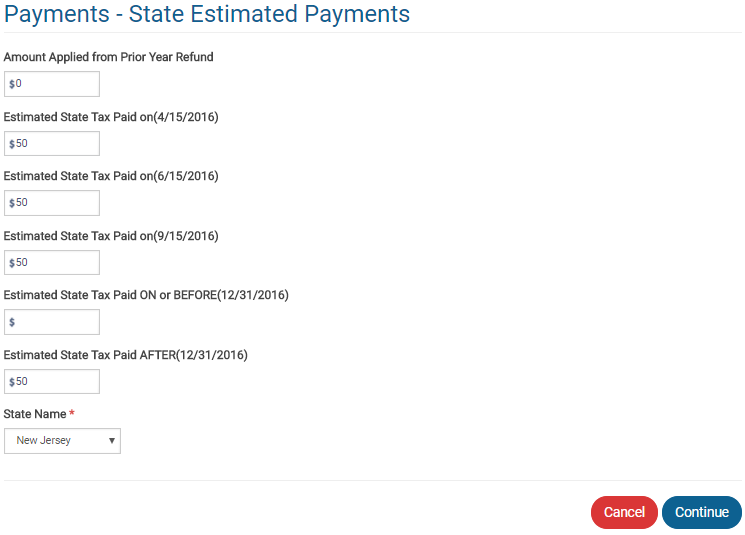 Payments - State Estimated Payments
Amount Applied from Prior Year Refund
$0
Estimated State Tax Paid on(4/15/2016)
$50
Estimated State Tax Paid on(6/15/2016)
$50
Estimated State Tax Paid on(9/15/2016)
$50
Estimated State Tax Paid ON or BEFORE(12/31/2016)
$
Estimated State Tax Paid AFTER(12/31/2016)
$50
State Name *
New Jersey
Cancel Continue